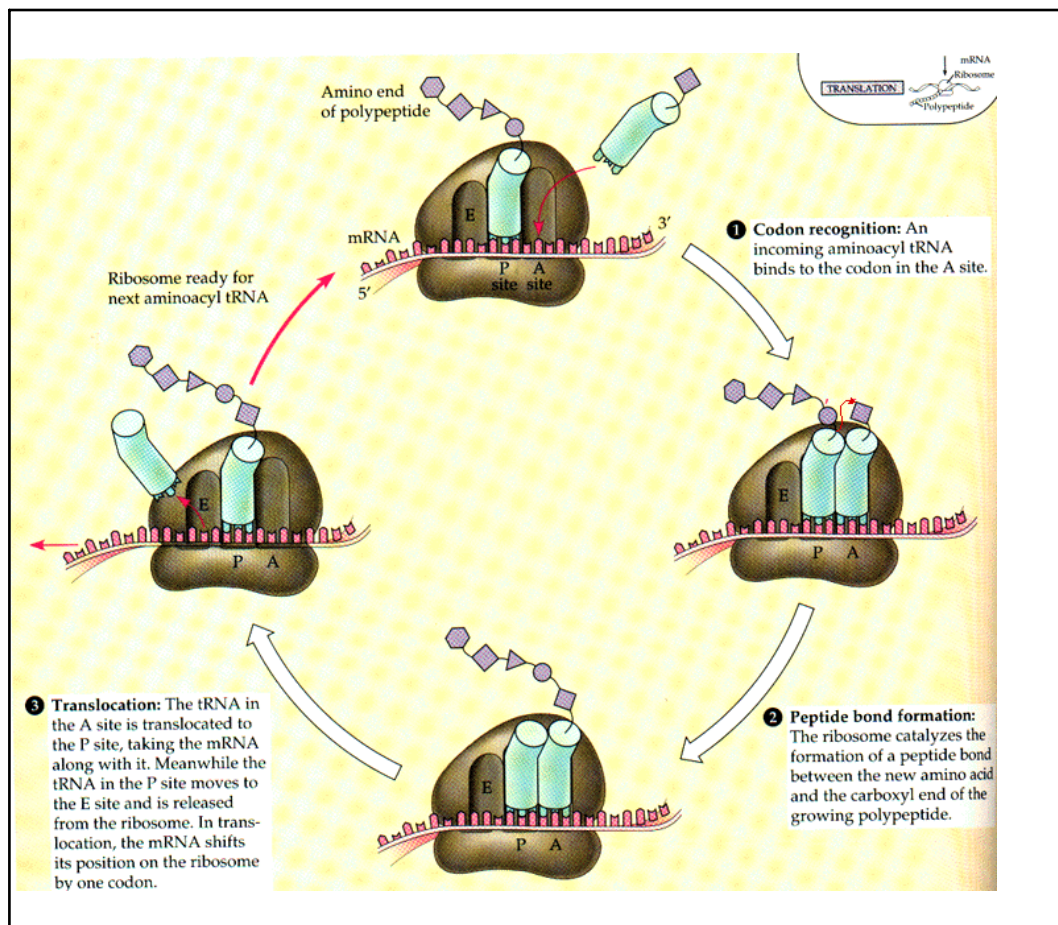 mRNA
Ribosome
TRANSLATION
Polypeptide
Amino end
of polypeptide
E
mRNA
3′
P
site
A
site
5′
❶ Codon recognition: An
incoming aminoacyl tRNA
binds to the codon in the A site.
Ribosome ready for
next aminoacyl tRNA
E
P A
E
P A
❷ Peptide bond formation:
The ribosome catalyzes the
formation of a peptide bond
between the new amino acid
and the carboxyl end of the
growing polypeptide.
E
P A
❸ Translocation: The tRNA in
the A site is translocated to
the P site, taking the mRNA
along with it. Meanwhile the
tRNA in the P site moves to
the E site and is released
from the ribosome. In trans-
location, the mRNA shifts
its position on the ribosome
by one codon.